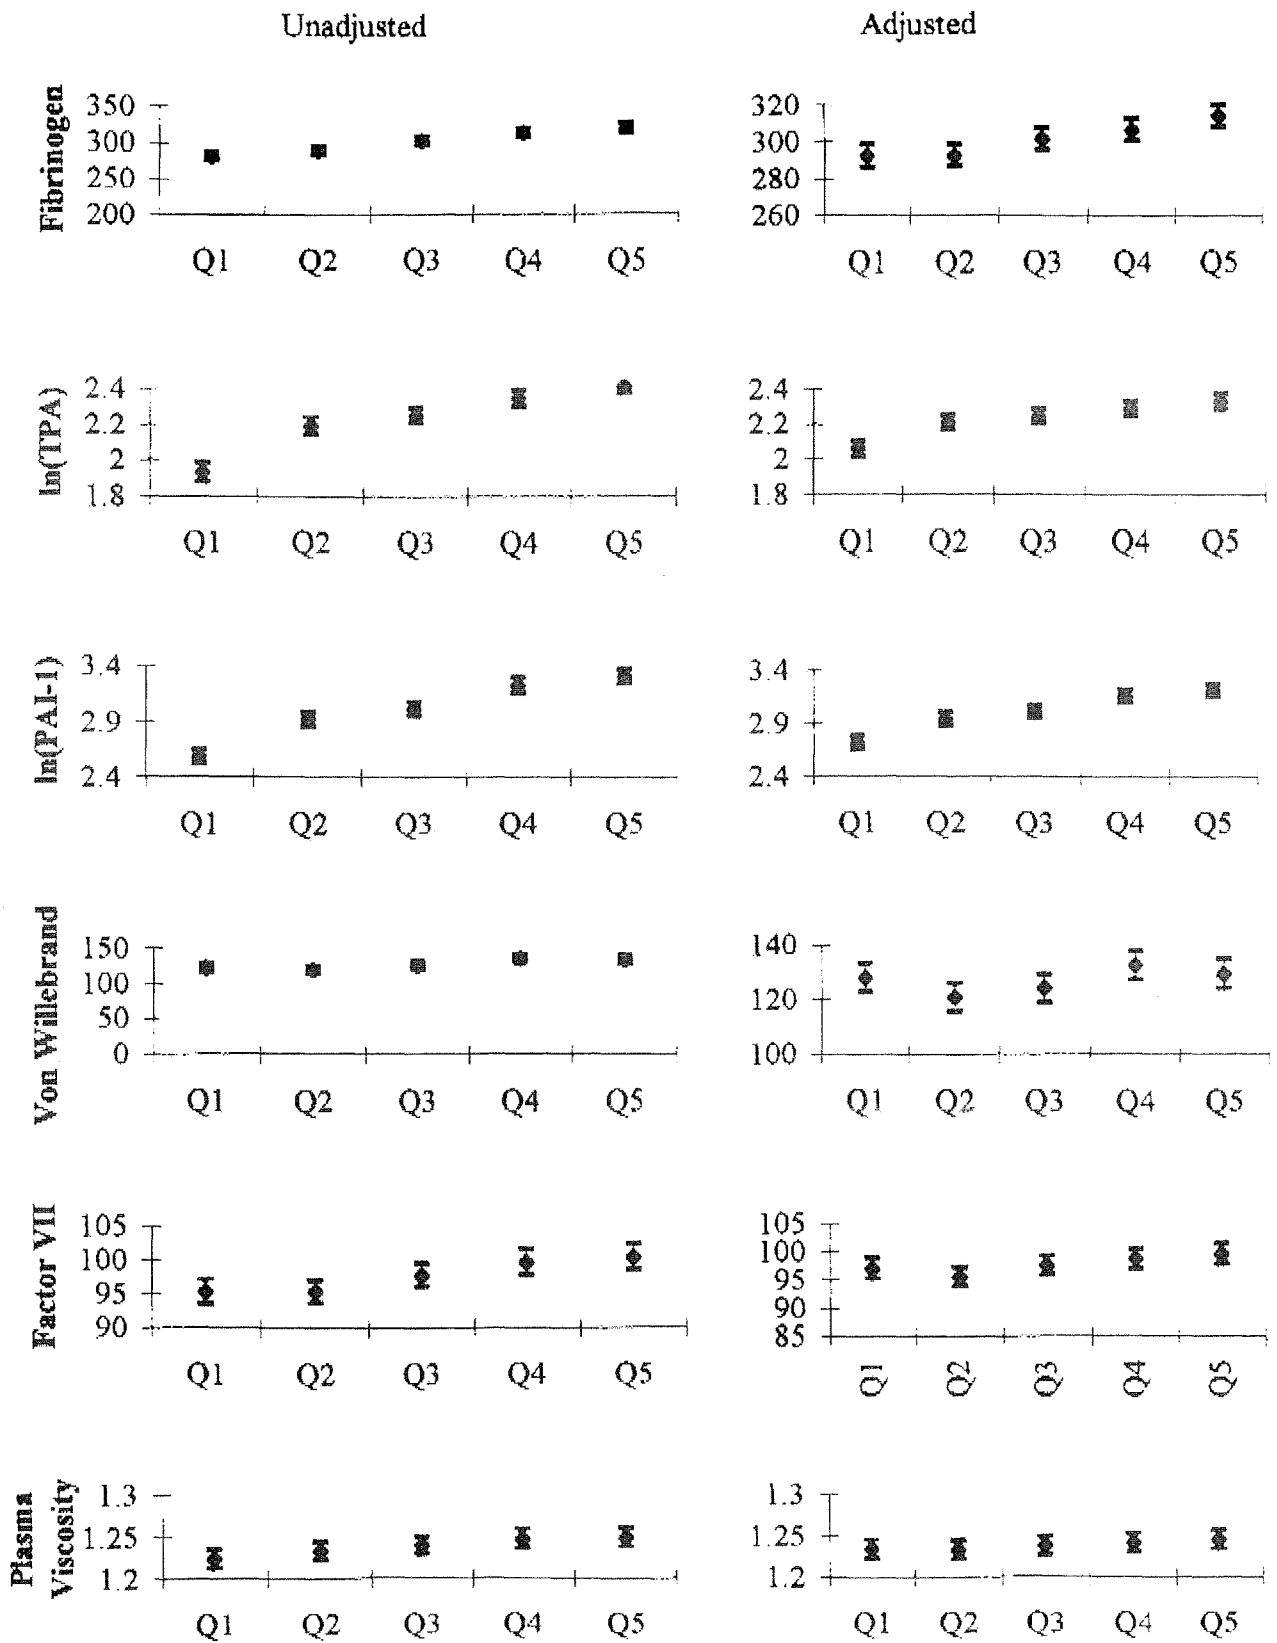 Unadjusted
Adjusted
Fibrinogen
350
300
250
200
Q1 Q2 Q3 Q4 Q5
320
300
280
260
Q1 Q2 Q3 Q4 Q5
ln(TPA)
2.4
2.2
2
1.8
Q1 Q2 Q3 Q4 Q5
2.4
2.2
2
1.8
Q1 Q2 Q3 Q4 Q5
ln(PAI-1)
3.4
2.9
2.4
Q1 Q2 Q3 Q4 Q5
3.4
2.9
2.4
Q1 Q2 Q3 Q4 Q5
Von Willebrand
150
100
50
0
Q1 Q2 Q3 Q4 Q5
140
120
100
Q1 Q2 Q3 Q4 Q5
Factor VII
105
100
95
90
Q1 Q2 Q3 Q4 Q5
105
100
95
90
85
Q1 Q2 Q3 Q4 Q5
Plasma
Viscosity
1.3
1.25
1.2
Q1 Q2 Q3 Q4 Q5
1.3
1.25
1.2
Q1 Q2 Q3 Q4 Q5